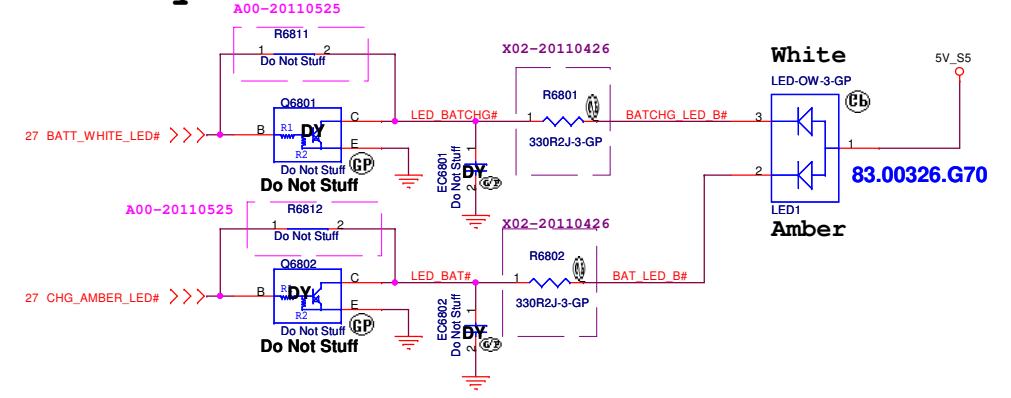 A00-20110525
R6811
1 2
Do Not Stuff
X02-20110426
White
LED-OW-3-GP
5V_S5
Q6801
R6801
27 BATT_WHITE_LED#
B
R1
DY
R2
C
E
GP
LED_BATCHG#
1
BATCHG_LED_B#
3
330R2J-3-GP
Do Not Stuff
Do Not Stuff
EC6801
Do Not Stuff
1
DY
2
G/P
1
2
83.00326.G70
LED1
Amber
A00-20110525
R6812
1 2
Do Not Stuff
X02-20110426
Q6802
R6802
27 CHG_AMBER_LED#
B
DY
R2
C
E
GP
LED_BAT#
1
BAT_LED_B#
330R2J-3-GP
Do Not Stuff
Do Not Stuff
EC6802
Do Not Stuff
1
DY
2
G/P